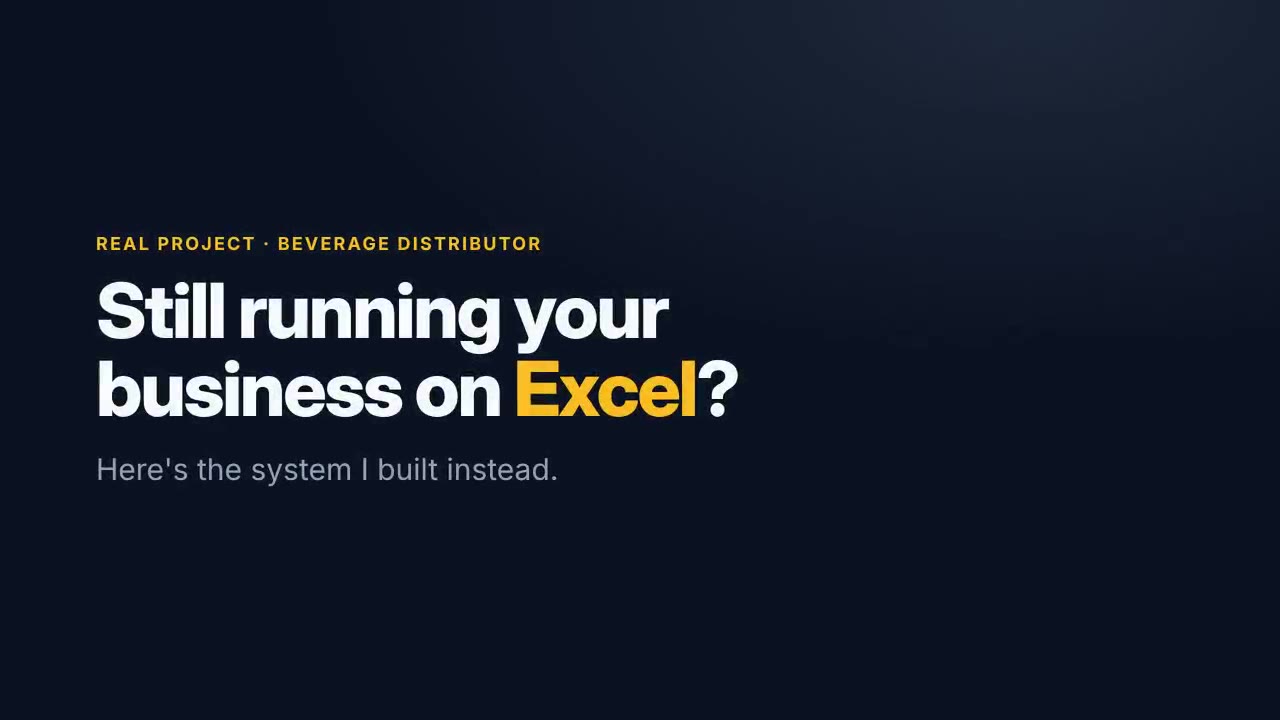 REAL PROJECT · BEVERAGE DISTRIBUTOR
Still running your
business on Excel?
Here's the system I built instead.